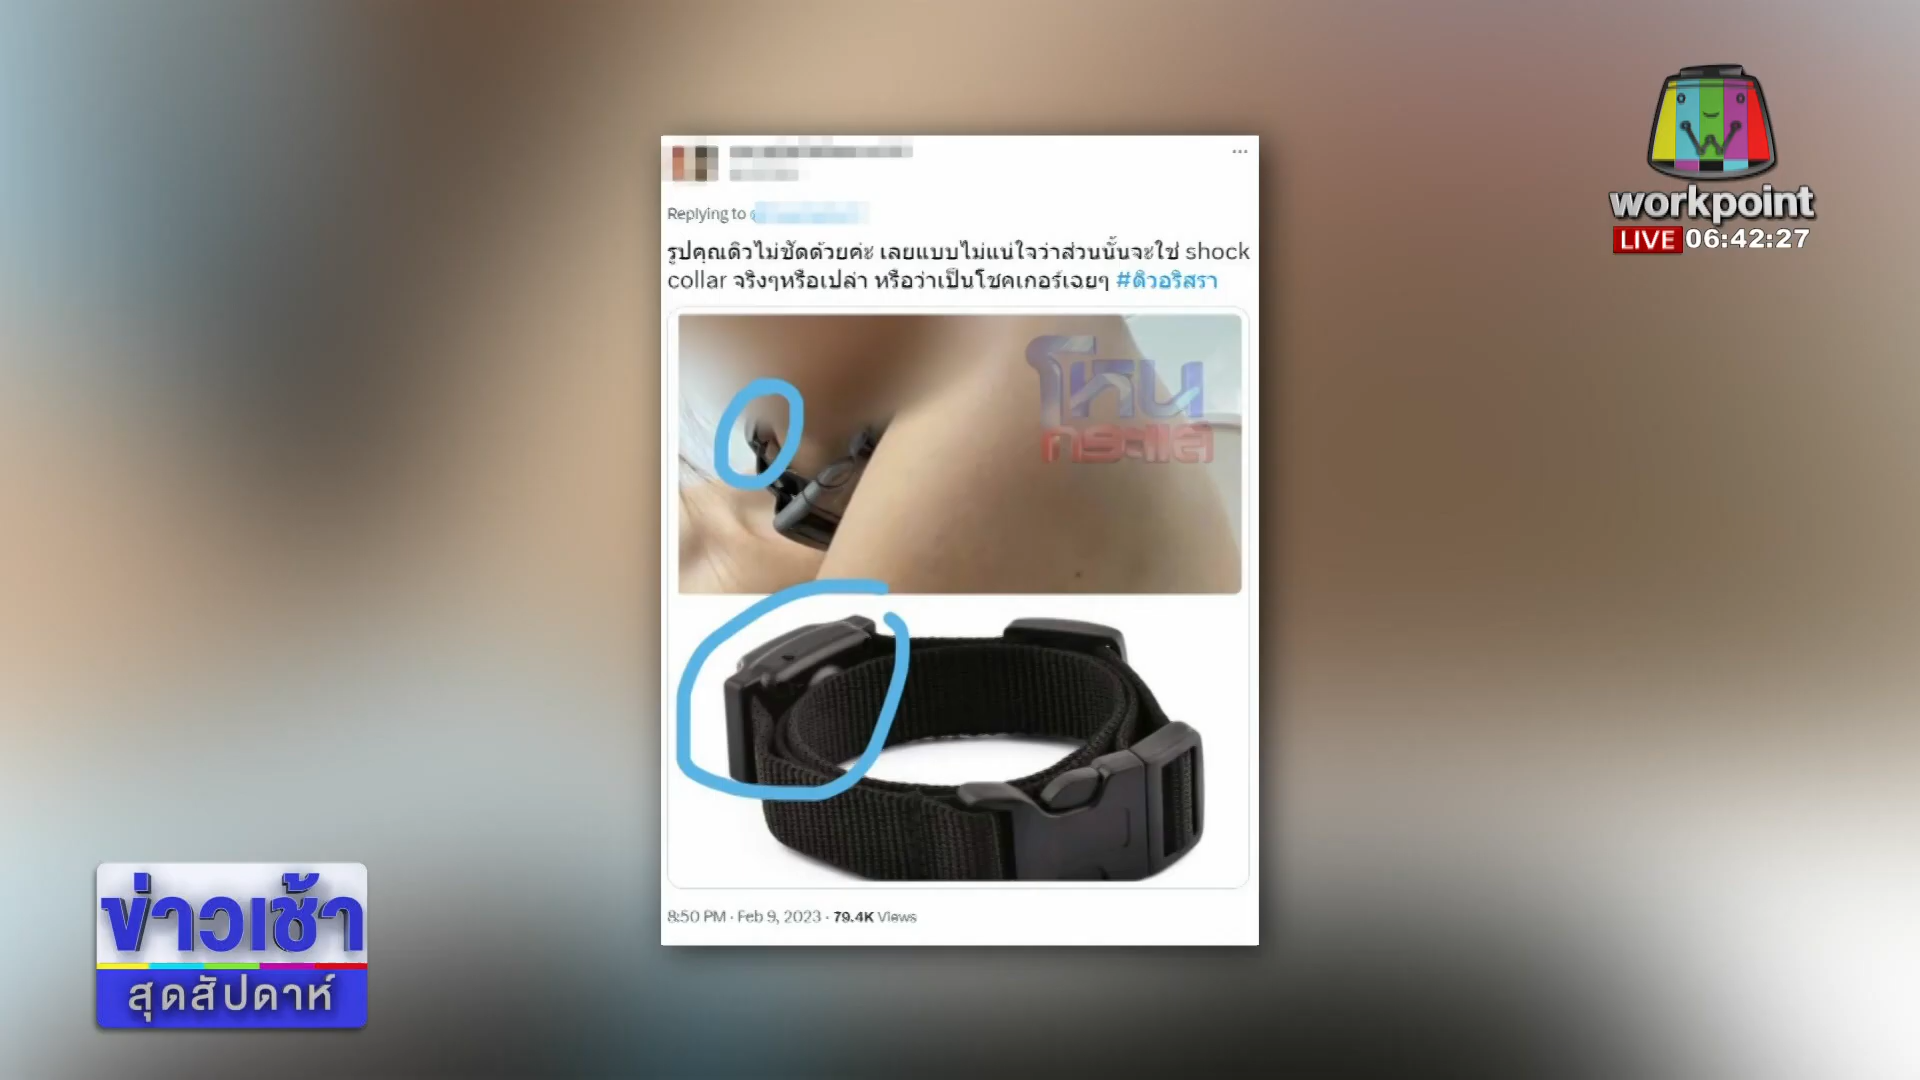 workpoint
LIVE 06:42:27
Replying to
รูปคุณดิวไม่ชัดด้วยค่ะ เลยแบบไม่แน่ใจว่าส่วนนั้นจะใช่ shock
collar จริงๆหรือเปล่า หรือว่าเป็นโชคเกอร์เฉยๆ #ดิวอริสรา
โหน
กระแส
8:50 PM · Feb 9, 2023 · 79.4K Views
ข่าวเช้า
สุดสัปดาห์